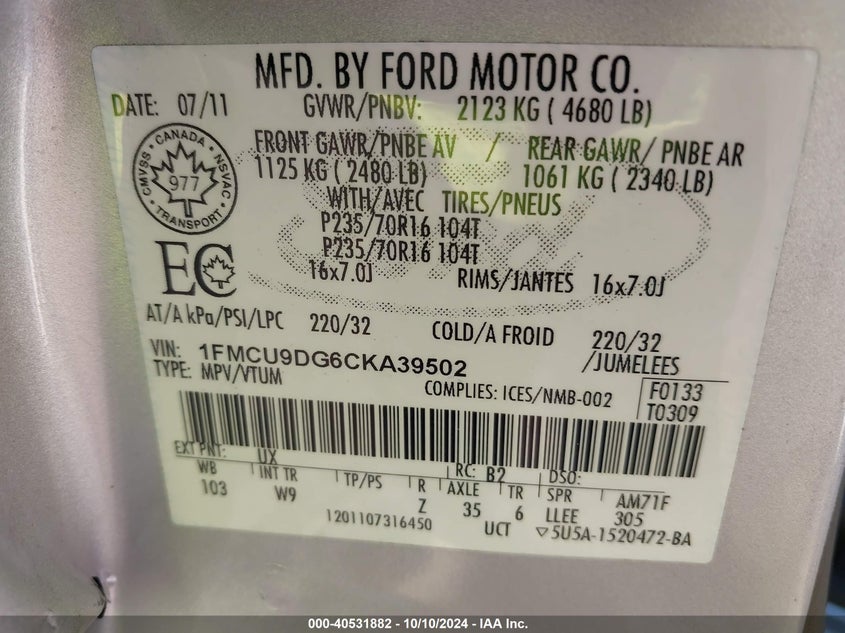 MFD. BY FORD MOTOR CO.
DATE: 07/11 GVWR/PNBV: 2123 KG ( 4680 LB)
FRONT GAWR/PNBE AV / REAR GAWR/ PNBE AR
1125 KG ( 2480 LB) 1061 KG ( 2340 LB)
CMVSS · CANADA · NSVAC
977
TRANSPORT
WITH/AVEC TIRES/PNEUS
P235/70R16 104T
P235/70R16 104T
EC
16x7.0J RIMS/JANTES 16x7.0J
AT/A kPa/PSI/LPC 220/32 COLD/A FROID 220/32
VIN: 1FMCU9DG6CKA39502 /JUMELEES
TYPE: MPV/VTUM COMPLIES: ICES/NMB-002 F0133
T0309
EXT PNT: UX RC: B2 DSO:
WB INT TR TP/PS R AXLE TR SPR AM71F
103 W9 Z 35 6 LLEE 305
1201107316450 UCT ▽5U5A-1520472-BA
000-40531882 - 10/10/2024 - IAA Inc.